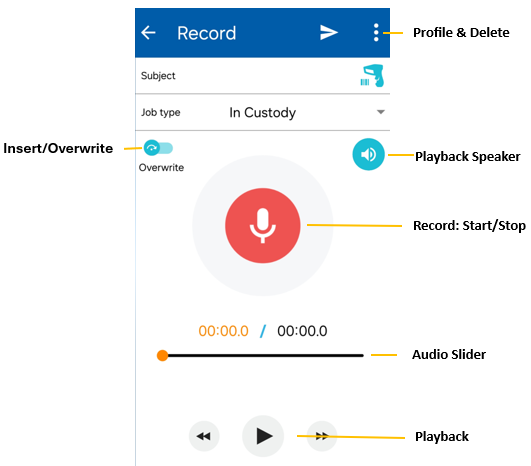 Record
Profile & Delete
Subject
Job type In Custody
Insert/Overwrite
Overwrite
Playback Speaker
Record: Start/Stop
00:00.0 / 00:00.0
Audio Slider
Playback